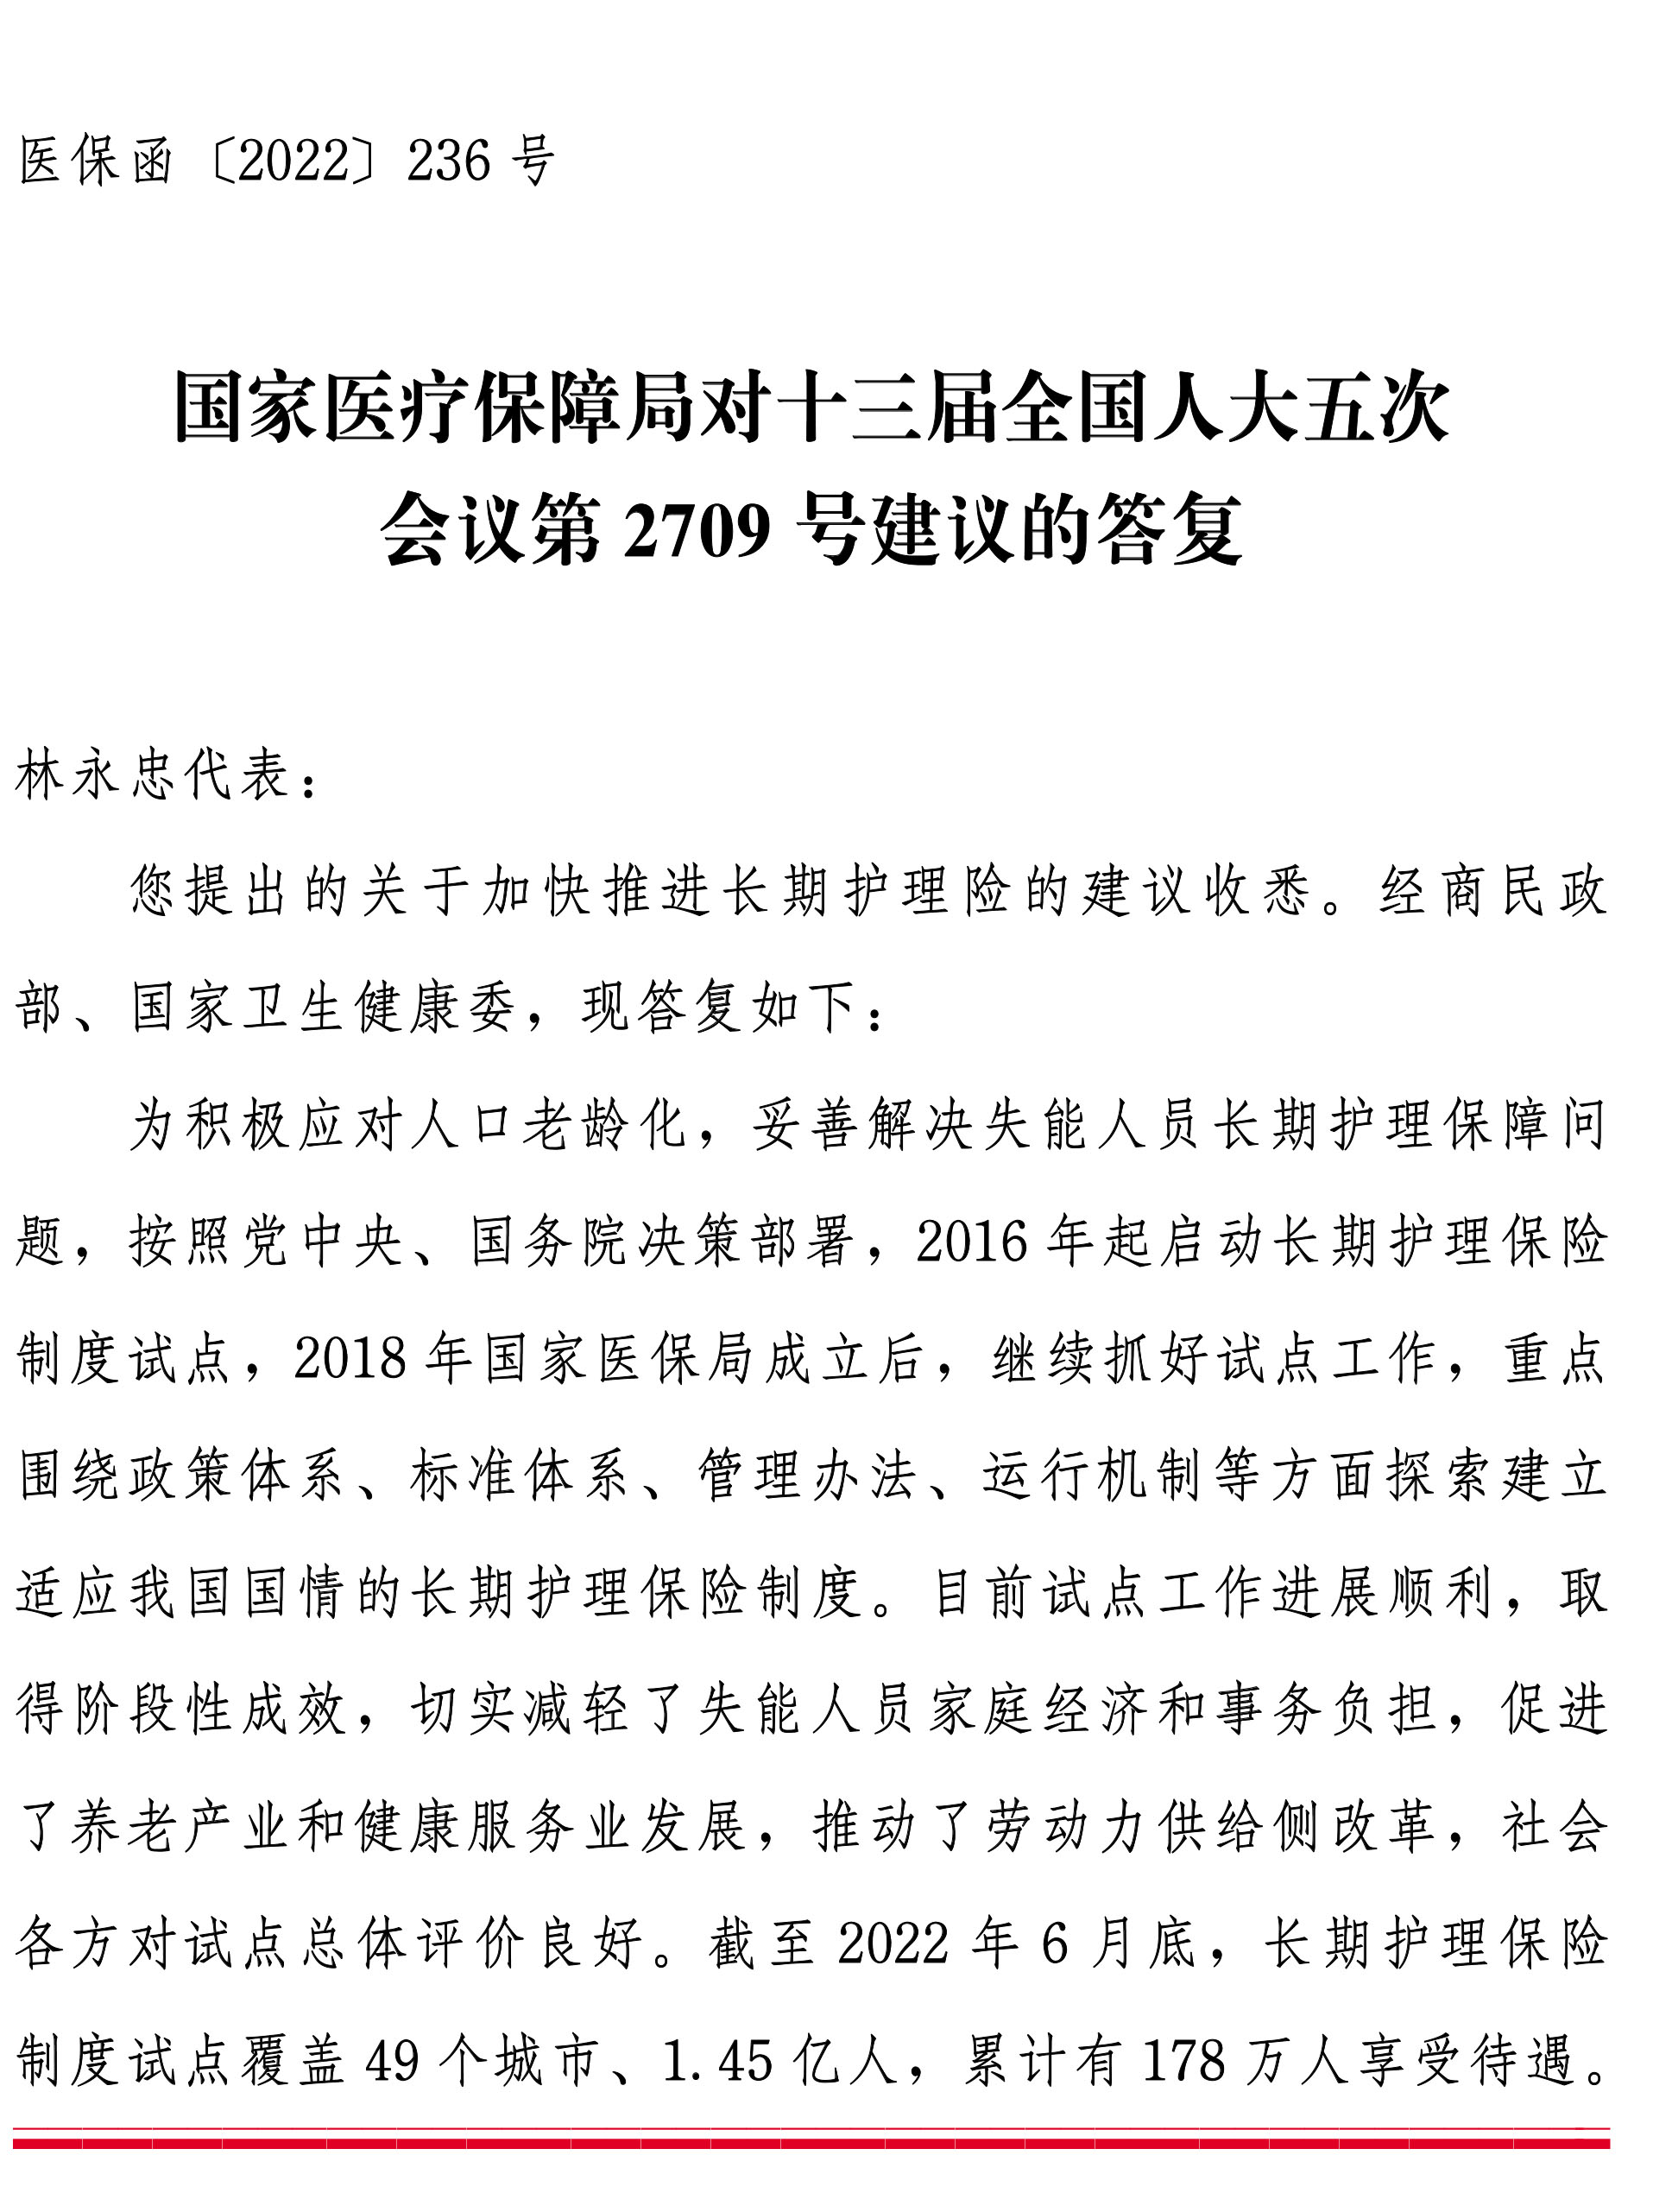 医保函〔2022〕236 号
国家医疗保障局对十三届全国人大五次
会议第 2709 号建议的答复
林永忠代表：
您提出的关于加快推进长期护理险的建议收悉。经商民政
部、国家卫生健康委，现答复如下：
为积极应对人口老龄化，妥善解决失能人员长期护理保障问
题，按照党中央、国务院决策部署，2016 年起启动长期护理保险
制度试点，2018 年国家医保局成立后，继续抓好试点工作，重点
围绕政策体系、标准体系、管理办法、运行机制等方面探索建立
适应我国国情的长期护理保险制度。目前试点工作进展顺利，取
得阶段性成效，切实减轻了失能人员家庭经济和事务负担，促进
了养老产业和健康服务业发展，推动了劳动力供给侧改革，社会
各方对试点总体评价良好。截至 2022 年 6 月底，长期护理保险
制度试点覆盖 49 个城市、1.45 亿人，累计有 178 万人享受待遇。